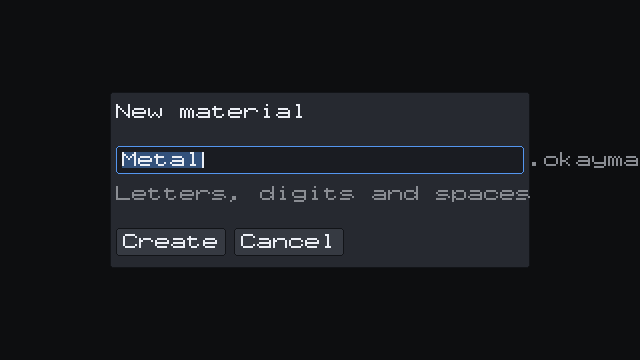 New material
Metal .okayma
Letters, digits and spaces
Create Cancel